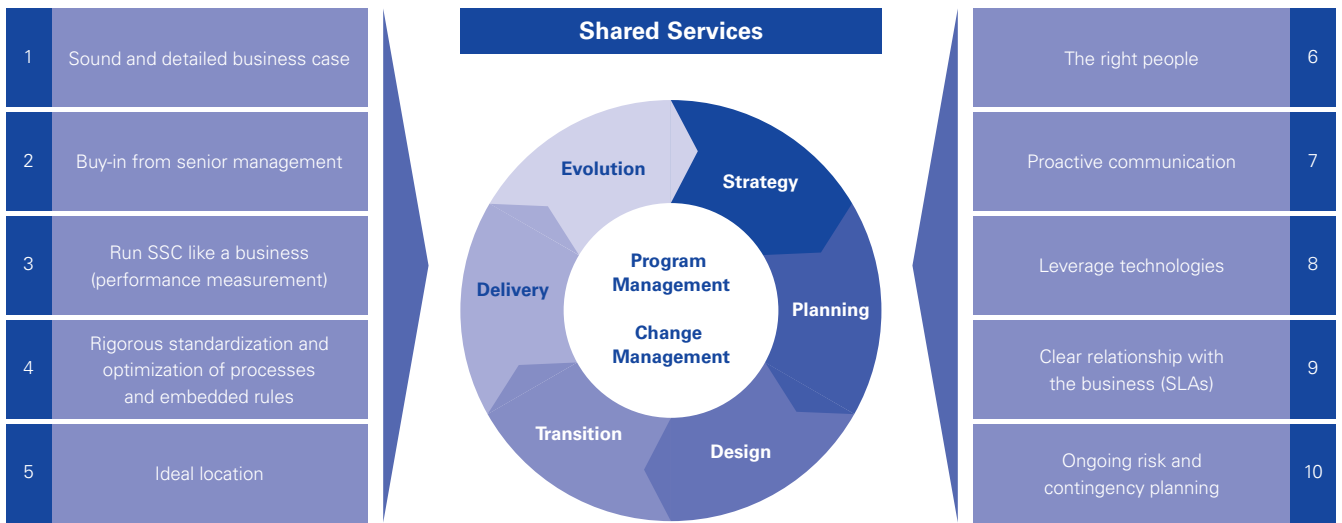 Shared Services
1
Sound and detailed business case
2
Buy-in from senior management
3
Run SSC like a business
(performance measurement)
4
Rigorous standardization and
optimization of processes
and embedded rules
5
Ideal location
Evolution
Strategy
Delivery
Planning
Transition
Design
Program
Management
Change
Management
The right people
6
Proactive communication
7
Leverage technologies
8
Clear relationship with
the business (SLAs)
9
Ongoing risk and
contingency planning
10